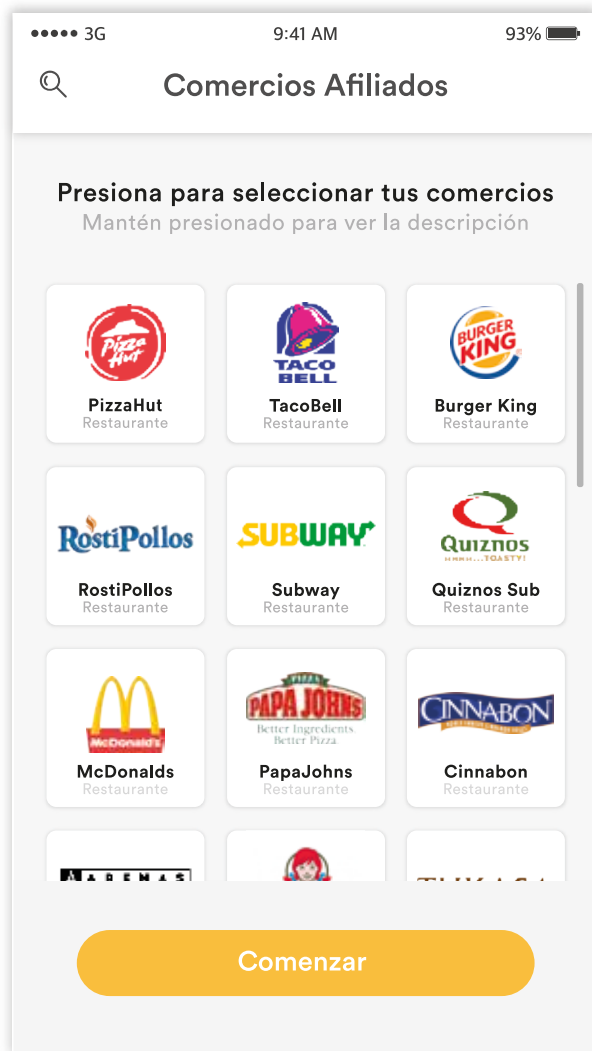 3G 9:41 AM 93%
Comercios Afiliados
Presiona para seleccionar tus comercios
Mantén presionado para ver la descripción
Pizza
Hut
TACO
BELL
BURGER
KING
PizzaHut TacoBell Burger King
Restaurante Restaurante Restaurante
RostiPollos SUBWAY QUIZNOS
MMMM...TOASTY!
RostiPollos Subway Quiznos Sub
Restaurante Restaurante Restaurante
McDonald's
PIZZA
PAPA JOHNS
Better Ingredients.
Better Pizza.
CINNABON
McDonalds PapaJohns Cinnabon
Restaurante Restaurante Restaurante
Comenzar